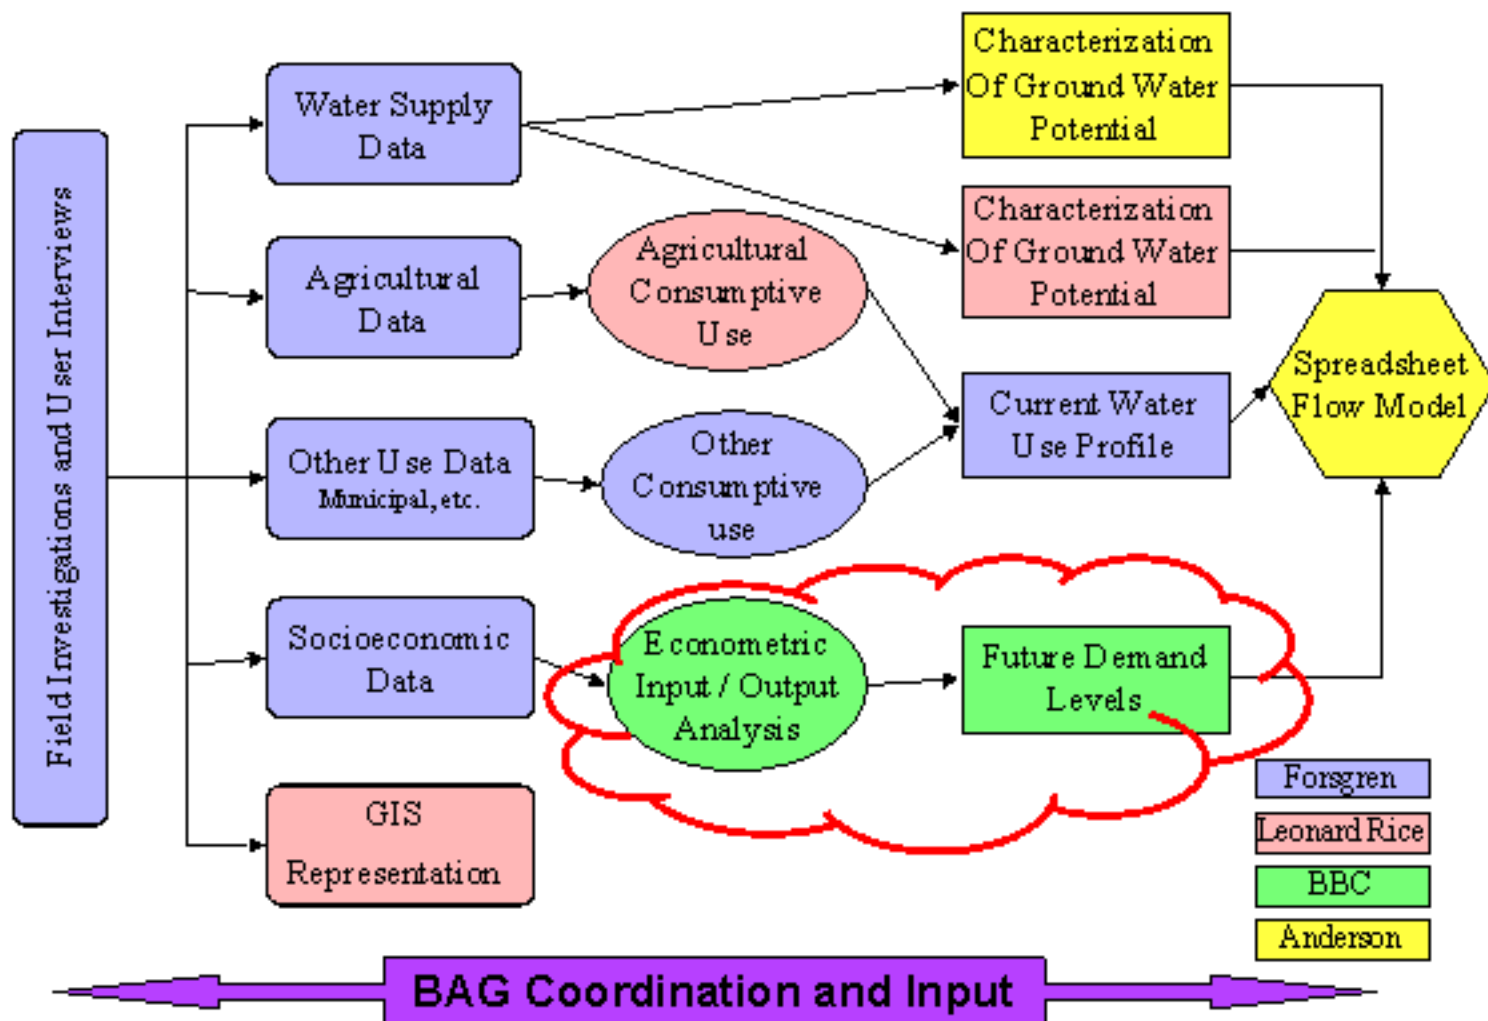 Field Investigations and User Interviews
Water Supply
Data
Agricultural
Data
Other Use Data
Municipal, etc.
Socioeconomic
Data
GIS
Representation
Agricultural
Consumptive
Use
Other
Consumptive
use
Econometric
Input / Output
Analysis
Characterization
Of Ground Water
Potential
Characterization
Of Ground Water
Potential
Current Water
Use Profile
Future Demand
Levels
Spreadsheet
Flow Model
Forsgren
Leonard Rice
BBC
Anderson
BAG Coordination and Input